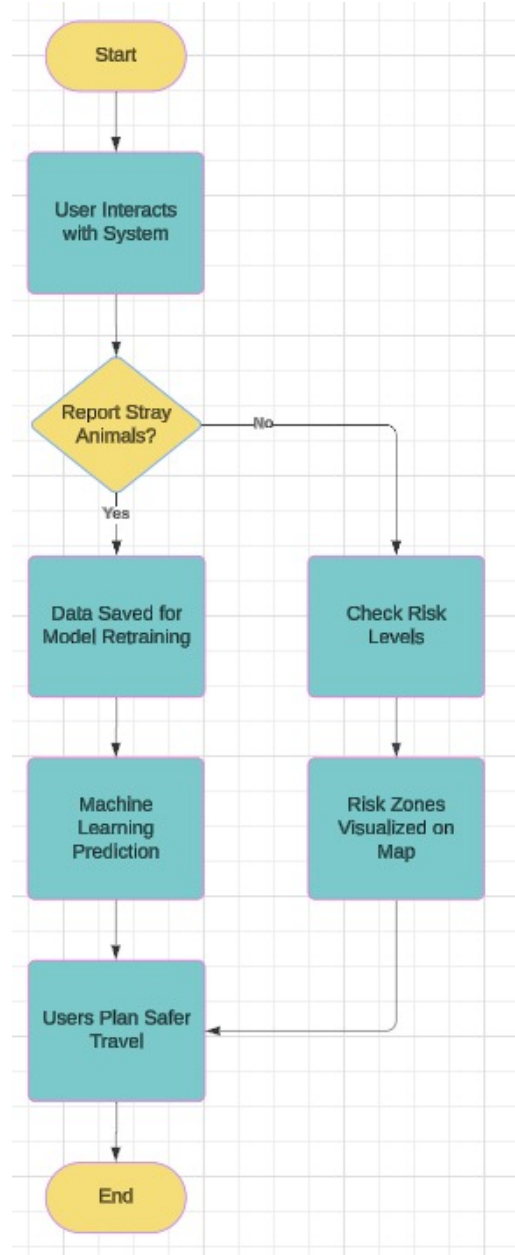 Start
User Interacts
with System
Report Stray
Animals?
No
Yes
Data Saved for
Model Retraining
Check Risk
Levels
Machine
Learning
Prediction
Risk Zones
Visualized on
Map
Users Plan Safer
Travel
End